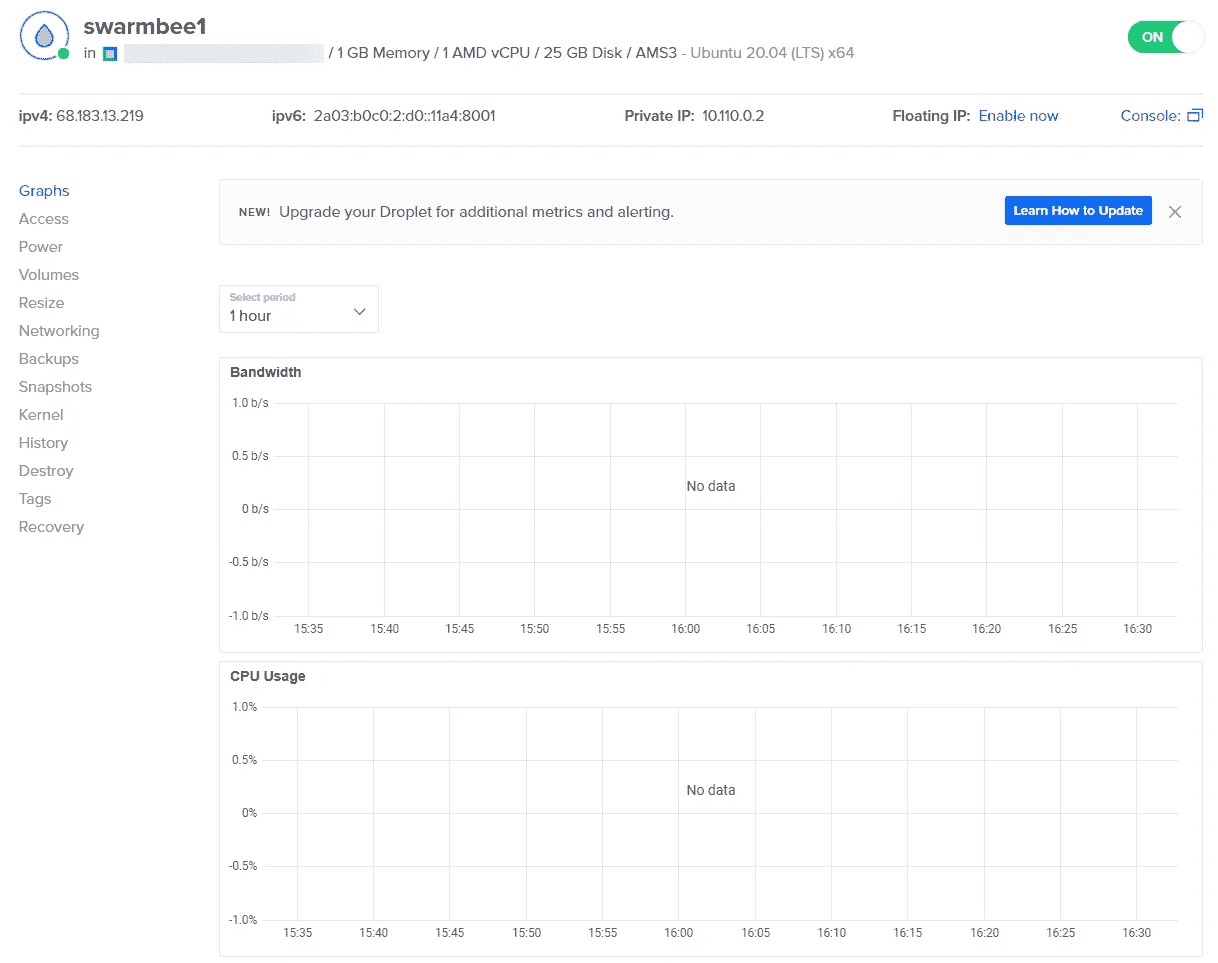 swarmbee1
in / 1 GB Memory / 1 AMD vCPU / 25 GB Disk / AMS3 - Ubuntu 20.04 (LTS) x64
ON
ipv4: 68.183.13.219 ipv6: 2a03:b0c0:2:d0::11a4:8001 Private IP: 10.110.0.2 Floating IP: Enable now Console:
Graphs
Access
Power
Volumes
Resize
Networking
Backups
Snapshots
Kernel
History
Destroy
Tags
Recovery
NEW! Upgrade your Droplet for additional metrics and alerting.
Learn How to Update
Select period
1 hour
Bandwidth
1.0 b/s
0.5 b/s
0 b/s
-0.5 b/s
-1.0 b/s
No data
15:35 15:40 15:45 15:50 15:55 16:00 16:05 16:10 16:15 16:20 16:25 16:30
CPU Usage
1.0%
0.5%
0%
-0.5%
-1.0%
No data
15:35 15:40 15:45 15:50 15:55 16:00 16:05 16:10 16:15 16:20 16:25 16:30